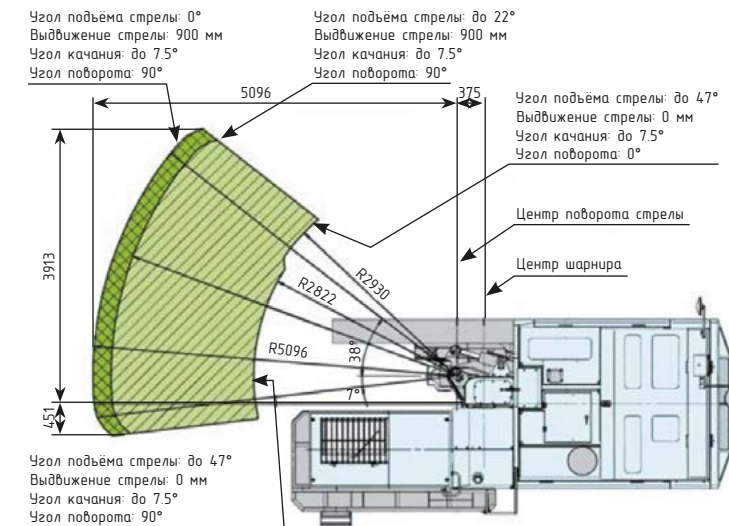 Угол подъёма стрелы: 0°
Выдвижение стрелы: 900 мм
Угол качания: до 7.5°
Угол поворота: 90°
Угол подъёма стрелы: до 22°
Выдвижение стрелы: 900 мм
Угол качания: до 7.5°
Угол поворота: 90°
5096
375
Угол подъёма стрелы: до 47°
Выдвижение стрелы: 0 мм
Угол качания: до 7.5°
Угол поворота: 0°
Центр поворота стрелы
Центр шарнира
3913
R2930
R2822
R5096
38°
7°
451
Угол подъёма стрелы: до 47°
Выдвижение стрелы: 0 мм
Угол качания: до 7.5°
Угол поворота: 90°